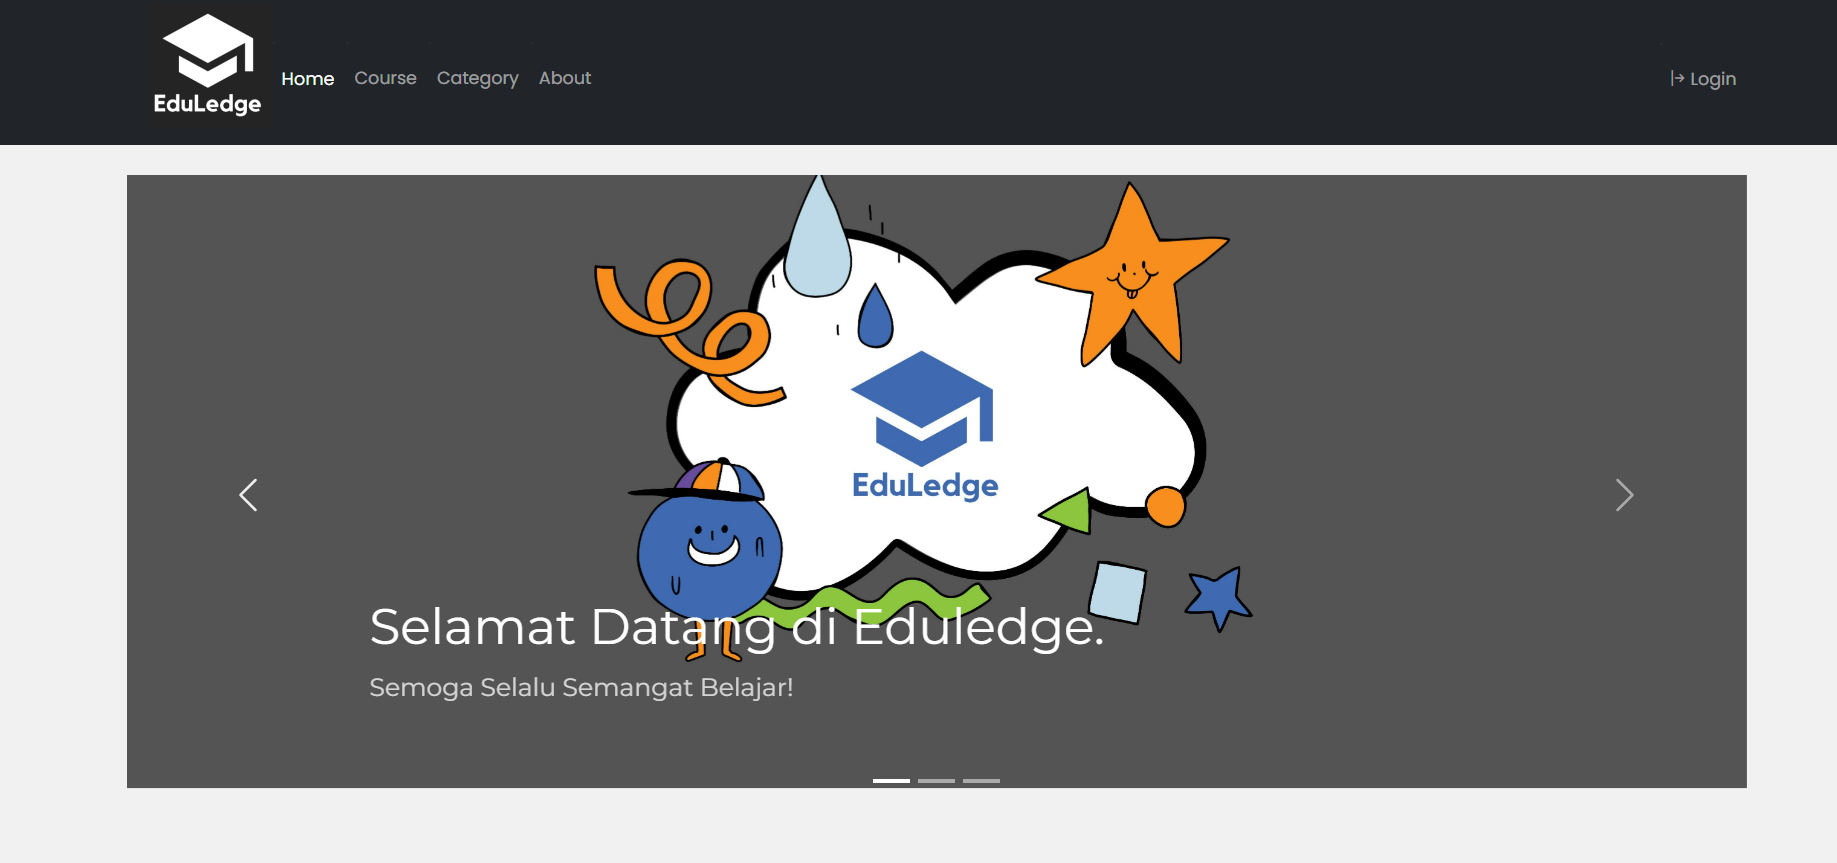 EduLedge
Home Course Category About
Login
EduLedge
Selamat Datang di Eduledge.
Semoga Selalu Semangat Belajar!